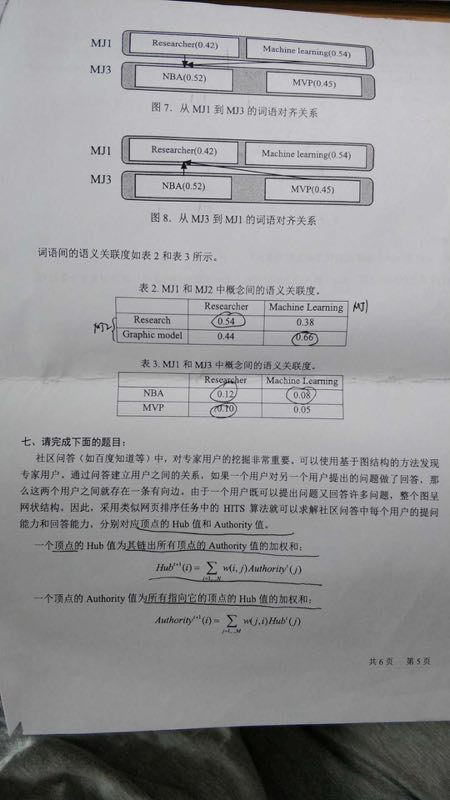 MJ1 Researcher(0.42) Machine learning(0.54)
MJ3 NBA(0.52) MVP(0.45)
图 7. 从 MJ1 到 MJ3 的词语对齐关系
MJ1 Researcher(0.42) Machine learning(0.54)
MJ3 NBA(0.52) MVP(0.45)
图 8. 从 MJ3 到 MJ1 的词语对齐关系
词语间的语义关联度如表 2 和表 3 所示。
表 2. MJ1 和 MJ2 中概念间的语义关联度。
Researcher Machine Learning MJ1
MJ2 Research 0.54 0.38
Graphic model 0.44 0.66
表 3. MJ1 和 MJ3 中概念间的语义关联度。
Researcher Machine Learning
NBA 0.12 0.08
MVP 0.10 0.05
七、请完成下面的题目：
社区问答（如百度知道等）中，对专家用户的挖掘非常重要。可以使用基于图结构的方法发现
专家用户。通过问答建立用户之间的关系，如果一个用户对另一个用户提出的问题做了回答，那
么这两个用户之间就存在一条有向边。由于一个用户既可以提出问题又回答许多问题，整个图呈
网状结构。因此，采用类似网页排序任务中的 HITS 算法就可以求解社区问答中每个用户的提问
能力和回答能力，分别对应顶点的 Hub 值和 Authority 值。
一个顶点的 Hub 值为其链出所有顶点的 Authority 值的加权和：
Hub^{t+1}(i) = ∑_{j=1,...N} w(i, j)Authority^t(j)
一个顶点的 Authority 值为所有指向它的顶点的 Hub 值的加权和：
Authority^{t+1}(i) = ∑_{j=1,...M} w(j,i)Hub^t(j)
共 6 页 第 5 页